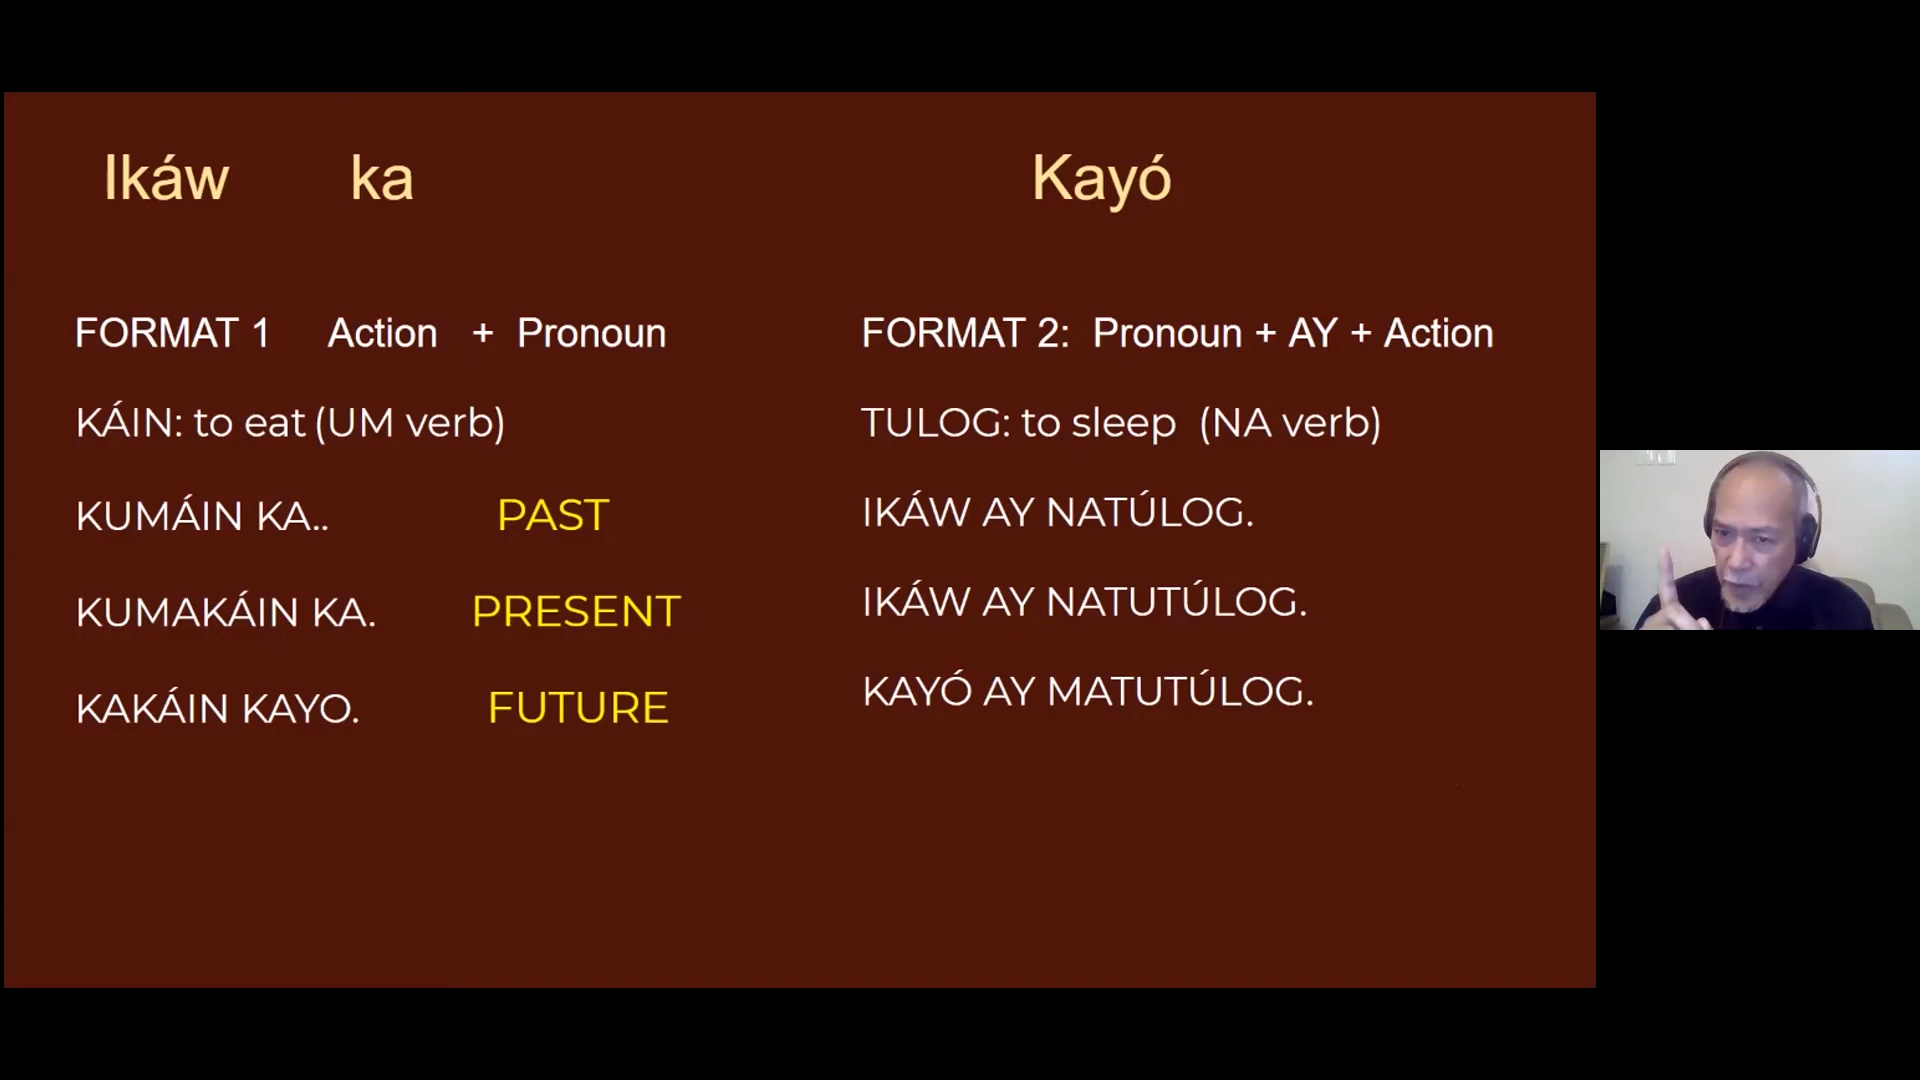 Ikáw ka Kayó
FORMAT 1 Action + Pronoun
KÁIN: to eat (UM verb)
KUMÁIN KA.. PAST
KUMAKÁIN KA. PRESENT
KAKÁIN KAYO. FUTURE
FORMAT 2: Pronoun + AY + Action
TULOG: to sleep (NA verb)
IKÁW AY NATÚLOG.
IKÁW AY NATUTÚLOG.
KAYÓ AY MATUTÚLOG.